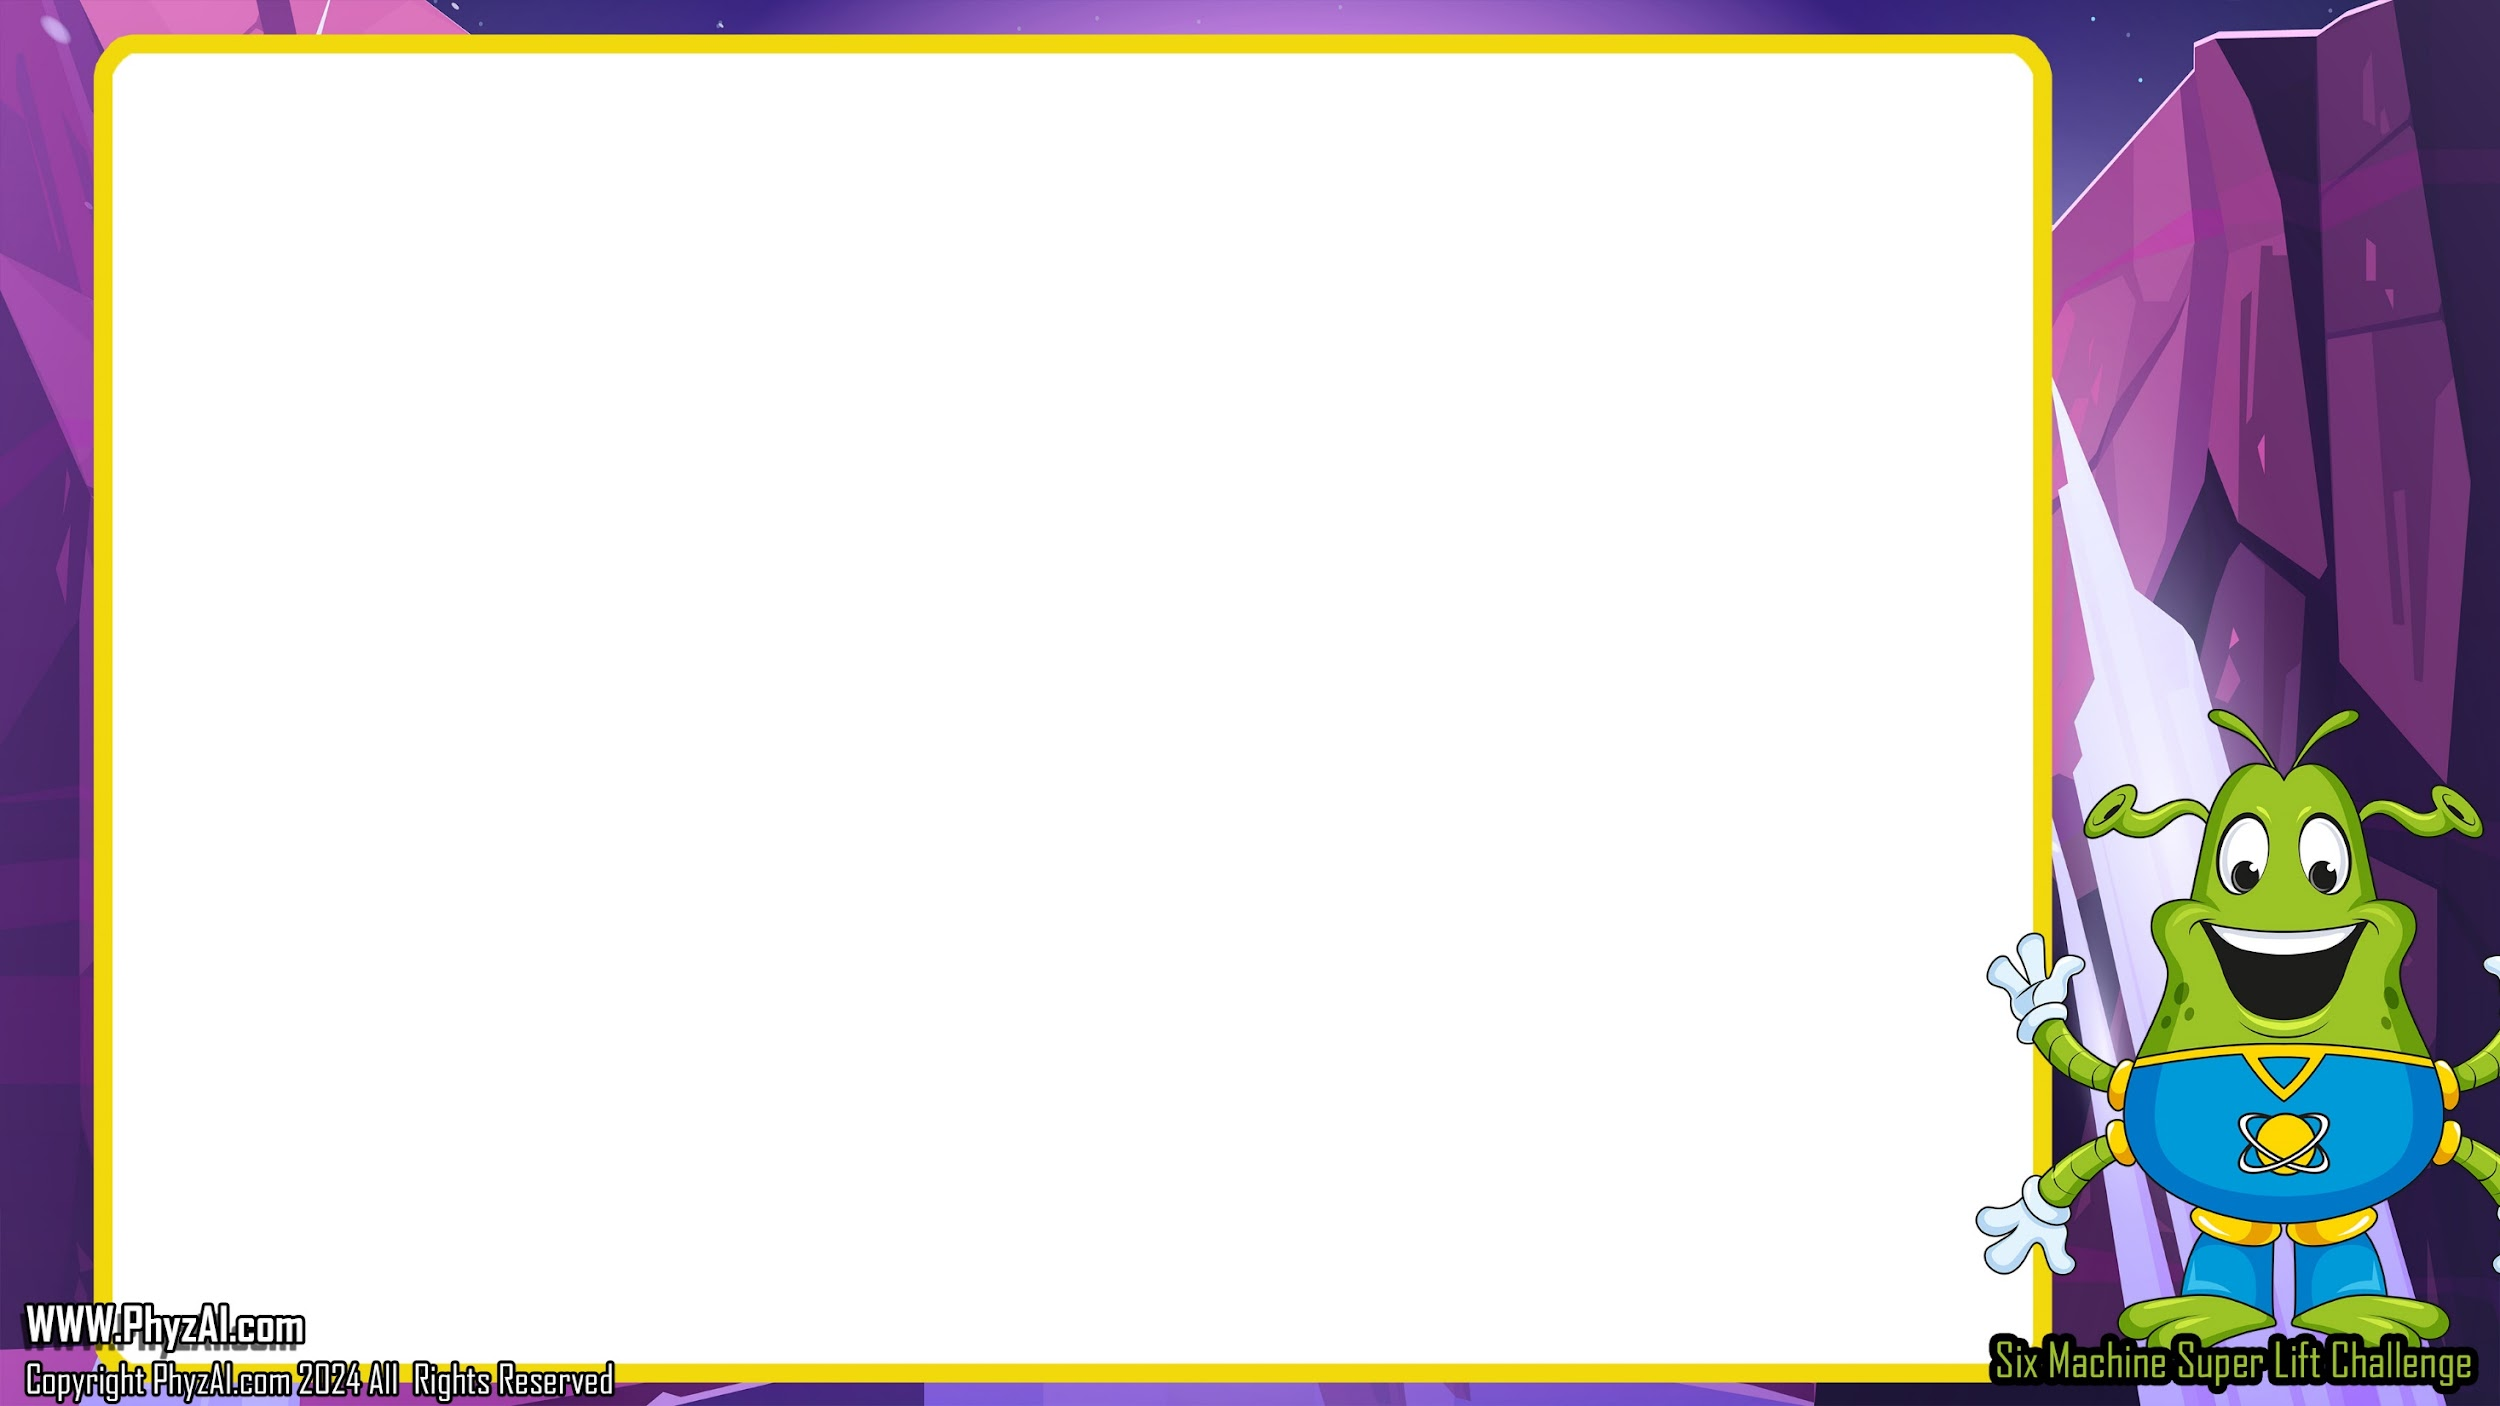 WWW.PhyzAI.com
Copyright PhyzAI.com 2024 All Rights Reserved
Six Machine Super Lift Challenge